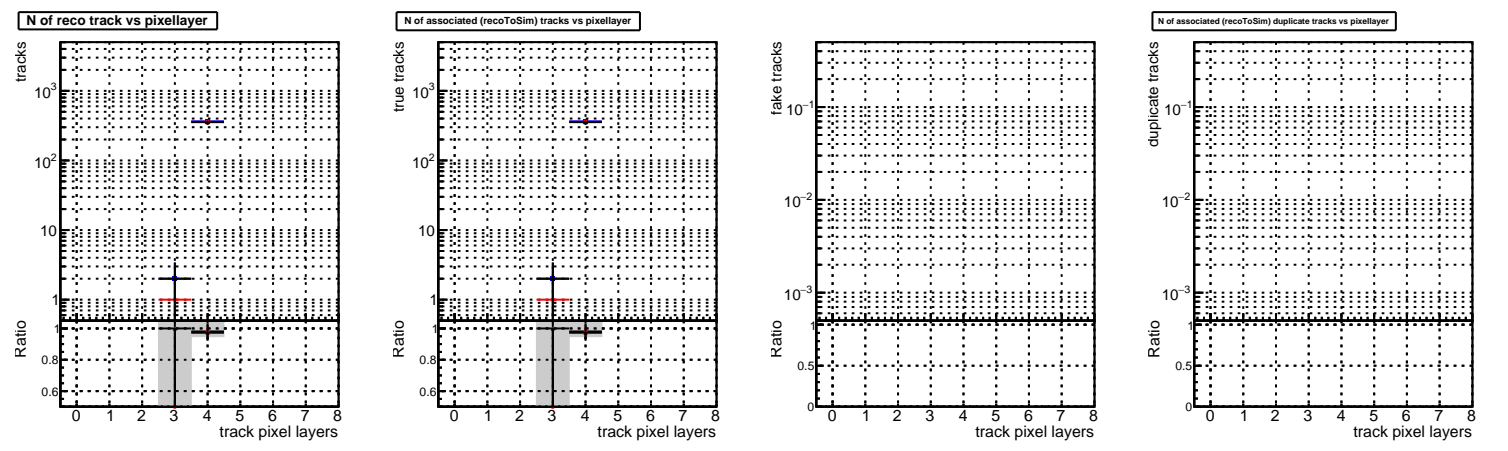 N of reco track vs pixellayer
tracks
10³
10²
10
1
Ratio
1
0.8
0.6
0 1 2 3 4 5 6 7 8
track pixel layers
N of associated (recoToSim) tracks vs pixellayer
true tracks
10³
10²
10
1
Ratio
1
0.8
0.6
0 1 2 3 4 5 6 7 8
track pixel layers
fake tracks
10⁻¹
10⁻²
10⁻³
Ratio
1
0.5
0
0 1 2 3 4 5 6 7 8
track pixel layers
N of associated (recoToSim) duplicate tracks vs pixellayer
duplicate tracks
10⁻¹
10⁻²
10⁻³
Ratio
1
0.5
0
0 1 2 3 4 5 6 7 8
track pixel layers